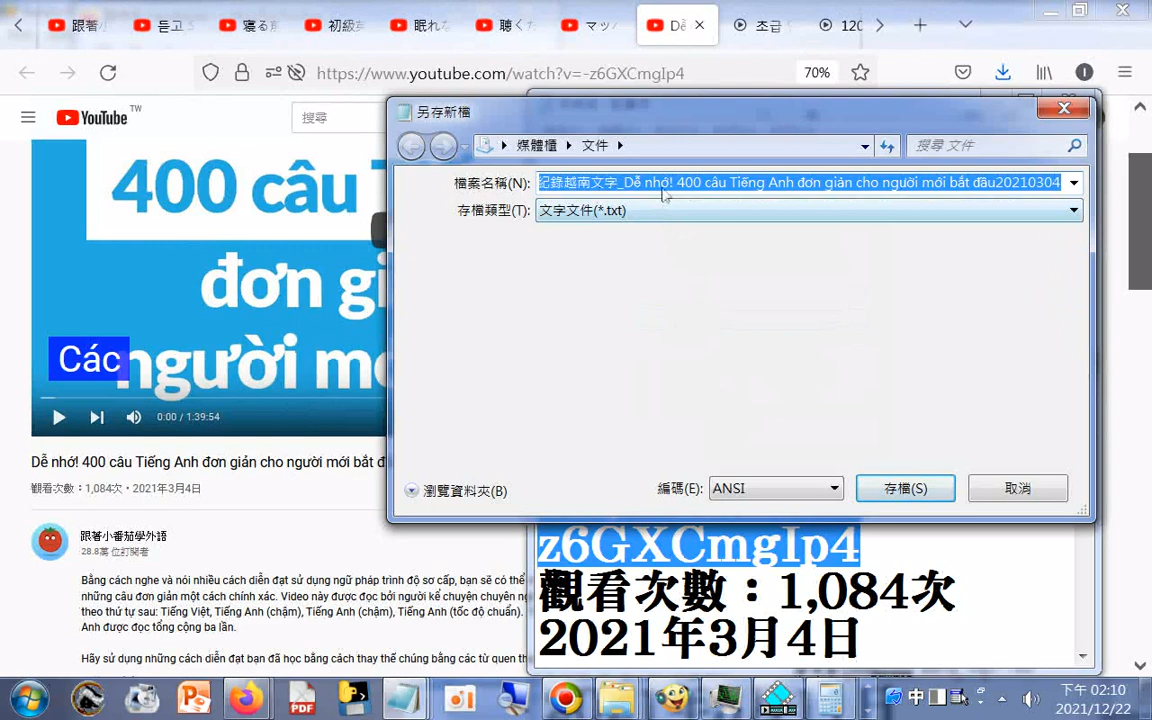 跟著小
듣고 스
寝る前
初級
眠れな
聴くた
マッ
Dễ
초급
120
https://www.youtube.com/watch?v=-z6GXCmgIp4
70%
YouTube TW
搜尋
400 câu T
đơn gi
người mớ
Các
0:00 / 1:39:54
Dễ nhớ! 400 câu Tiếng Anh đơn giản cho người mới bắt đ
觀看次數：1,084次・2021年3月4日
跟著小番茄學外語
28.8萬 位訂閱者
Bằng cách nghe và nói nhiều cách diễn đạt sử dụng ngữ pháp trình độ sơ cấp, bạn sẽ có thể
những câu đơn giản một cách chính xác. Video này được đọc bởi người kể chuyện chuyên ng
theo thứ tự sau: Tiếng Việt, Tiếng Anh (chậm), Tiếng Anh (chậm), Tiếng Anh (tốc độ chuẩn).
Anh được đọc tổng cộng ba lần.
Hãy sử dụng những cách diễn đạt bạn đã học bằng cách thay thế chúng bằng các từ quen th
另存新檔
媒體櫃
文件
搜尋 文件
檔案名稱(N):
紀錄越南文字_Dễ nhớ! 400 câu Tiếng Anh đơn giản cho người mới bắt đầu20210304
存檔類型(T):
文字文件(*.txt)
瀏覽資料夾(B)
編碼(E):
ANSI
存檔(S)
取消
z6GXCmgIp4
觀看次數：1,084次
2021年3月4日
中
下午 02:10
2021/12/22